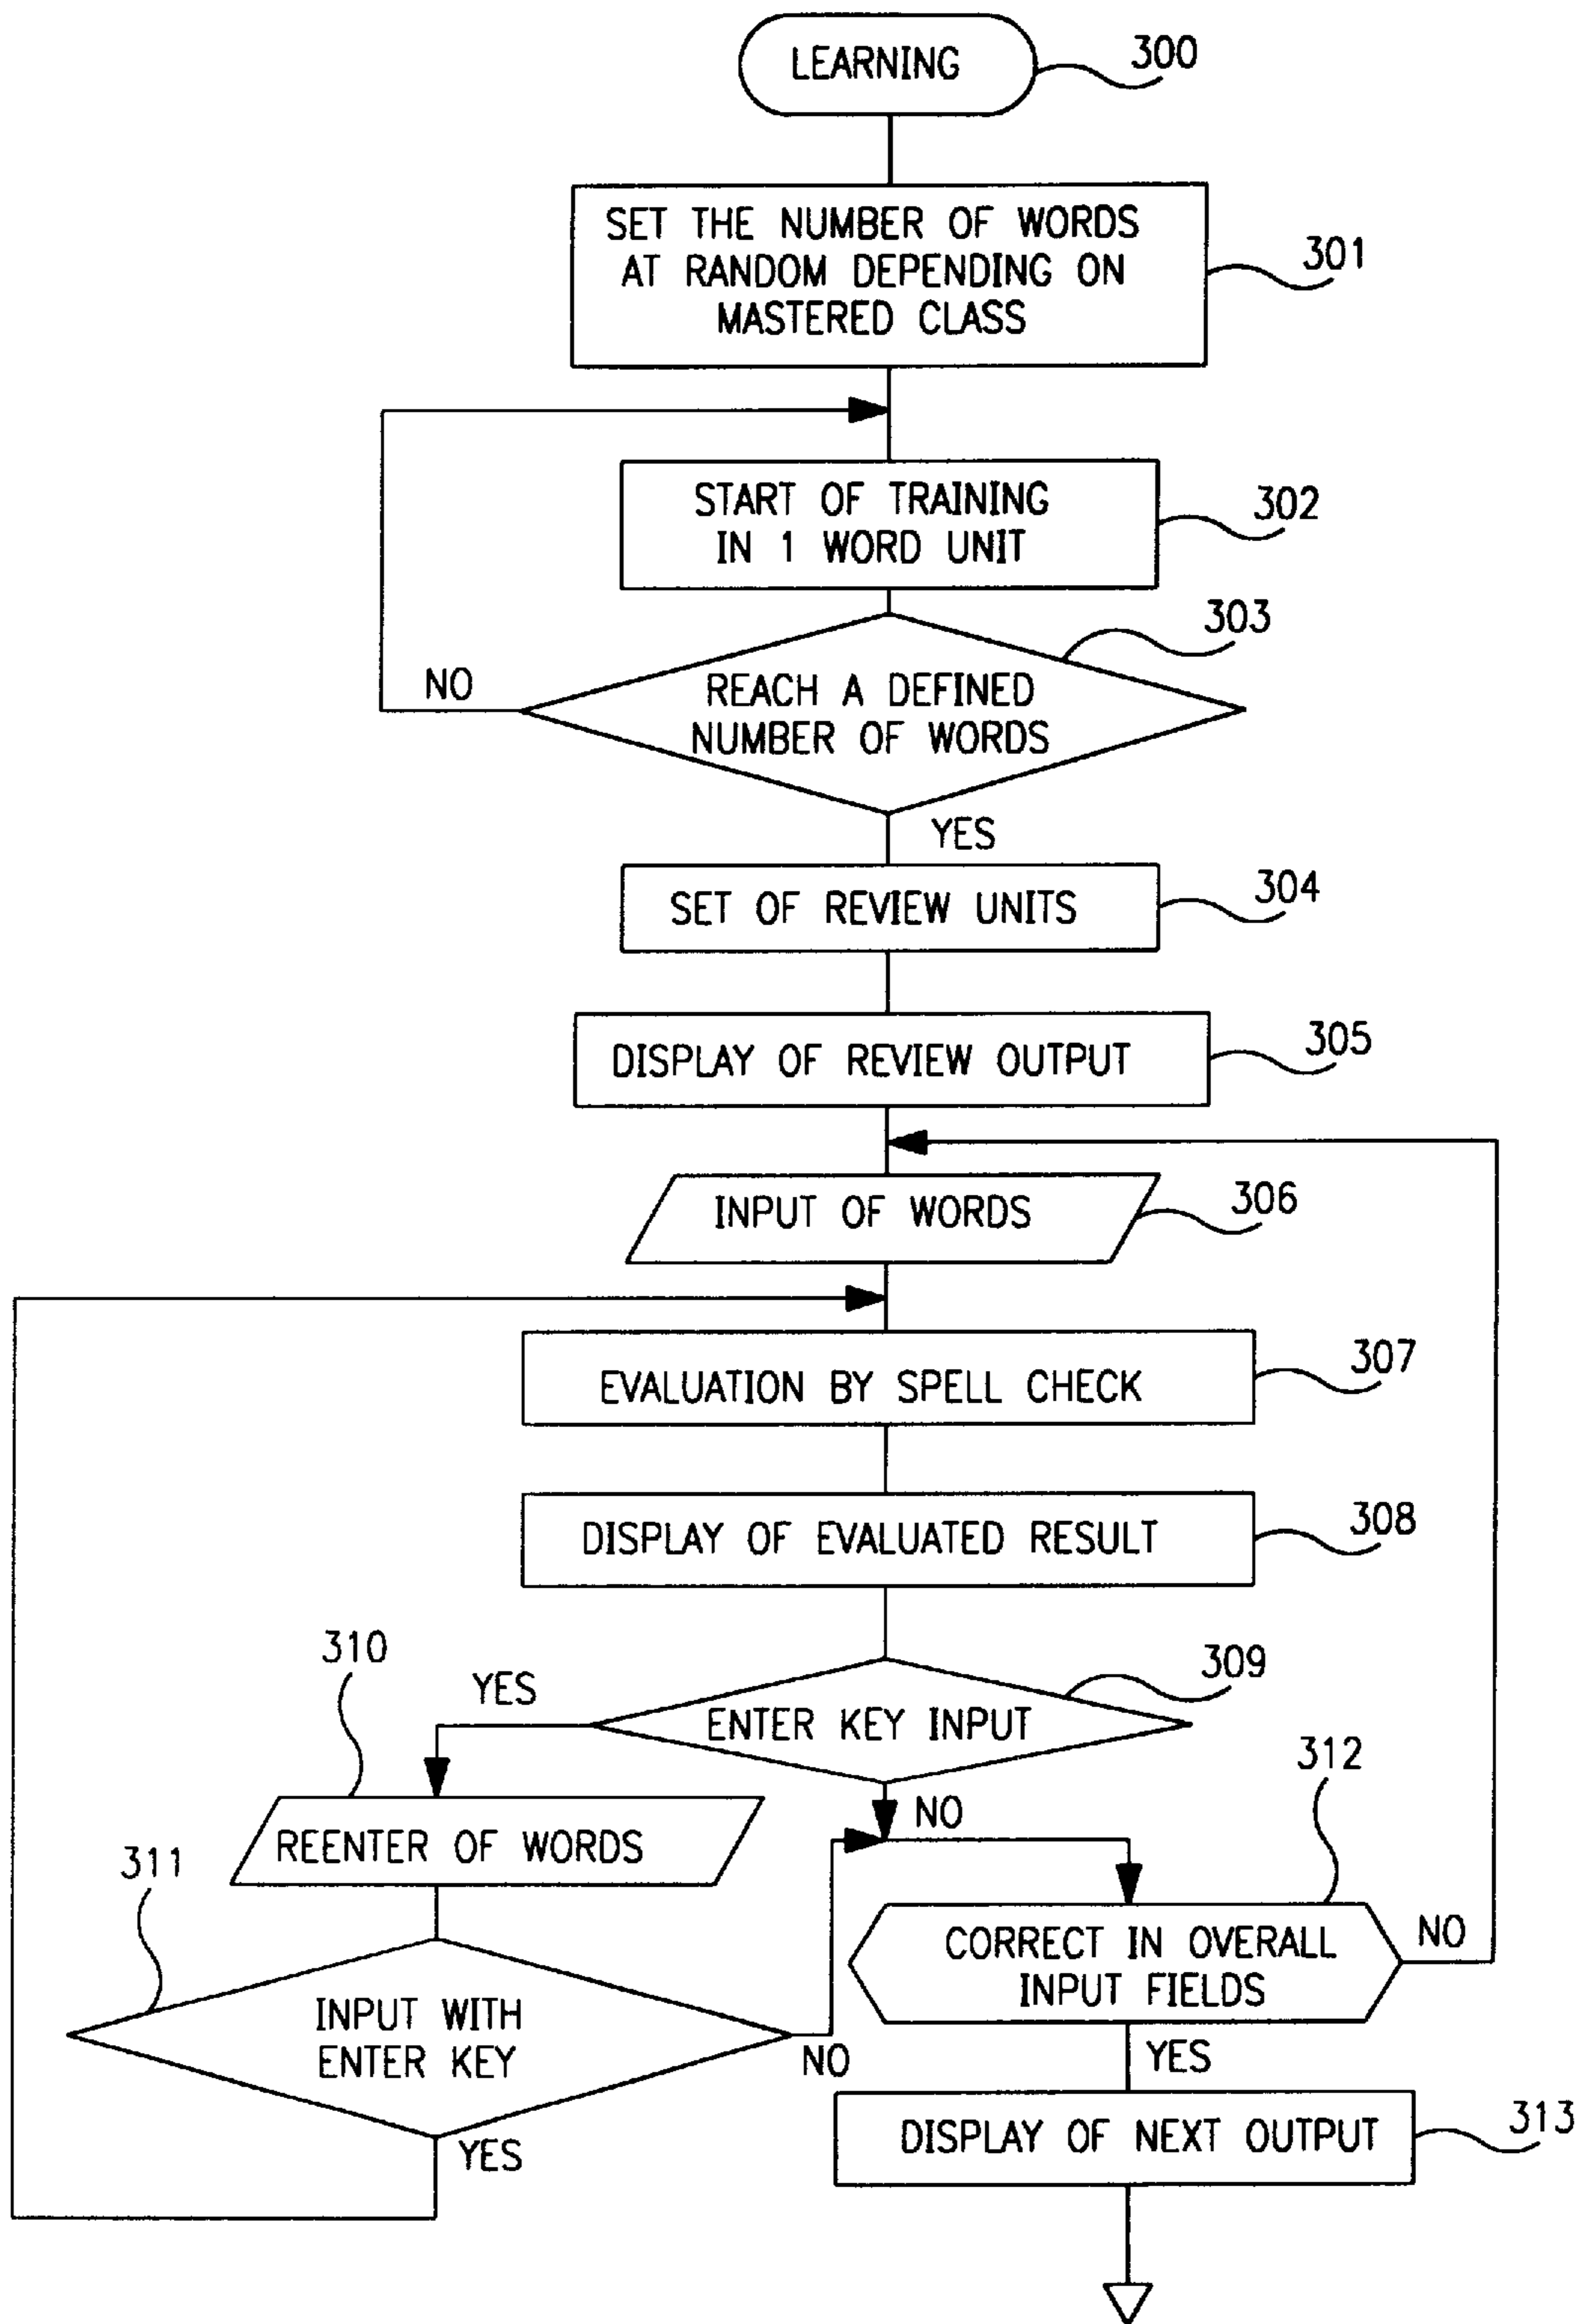 LEARNING
300
SET THE NUMBER OF WORDS
AT RANDOM DEPENDING ON
MASTERED CLASS
301
START OF TRAINING
IN 1 WORD UNIT
302
303
REACH A DEFINED
NUMBER OF WORDS
NO
YES
SET OF REVIEW UNITS
304
DISPLAY OF REVIEW OUTPUT
305
INPUT OF WORDS
306
EVALUATION BY SPELL CHECK
307
DISPLAY OF EVALUATED RESULT
308
309
ENTER KEY INPUT
YES
NO
310
REENTER OF WORDS
311
INPUT WITH
ENTER KEY
NO
YES
312
CORRECT IN OVERALL
INPUT FIELDS
NO
YES
DISPLAY OF NEXT OUTPUT
313